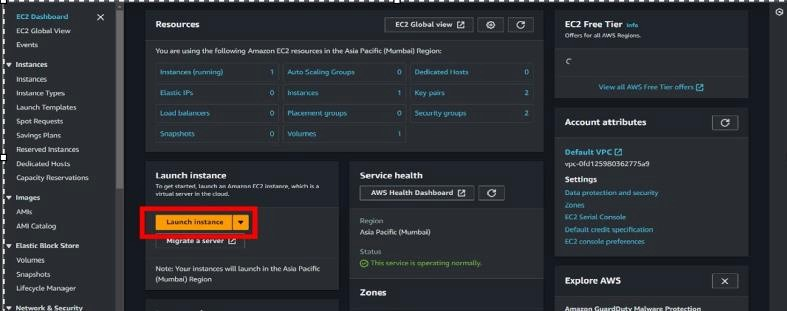 EC2 Dashboard
EC2 Global View
Events
Instances
Instances
Instance Types
Launch Templates
Spot Requests
Savings Plans
Reserved Instances
Dedicated Hosts
Capacity Reservations
Images
AMIs
AMI Catalog
Elastic Block Store
Volumes
Snapshots
Lifecycle Manager
Network & Security
Resources
EC2 Global view
You are using the following Amazon EC2 resources in the Asia Pacific (Mumbai) Region:
Instances (running) 1 Auto Scaling Groups 0 Dedicated Hosts 0
Elastic IPs 0 Instances 1 Key pairs 2
Load balancers 0 Placement groups 0 Security groups 2
Snapshots 0 Volumes 1
Launch instance
To get started, launch an Amazon EC2 instance, which is a
virtual server in the cloud.
Launch instance
Migrate a server
Note: Your instances will launch in the Asia Pacific
(Mumbai) Region
Service health
AWS Health Dashboard
Region
Asia Pacific (Mumbai)
Status
This service is operating normally.
Zones
EC2 Free Tier Info
Offers for all AWS Regions.
View all AWS Free Tier offers
Account attributes
Default VPC
vpc-0fd125980362775a9
Settings
Data protection and security
Zones
EC2 Serial Console
Default credit specification
EC2 console preferences
Explore AWS
Amazon GuardDuty Malware Protection